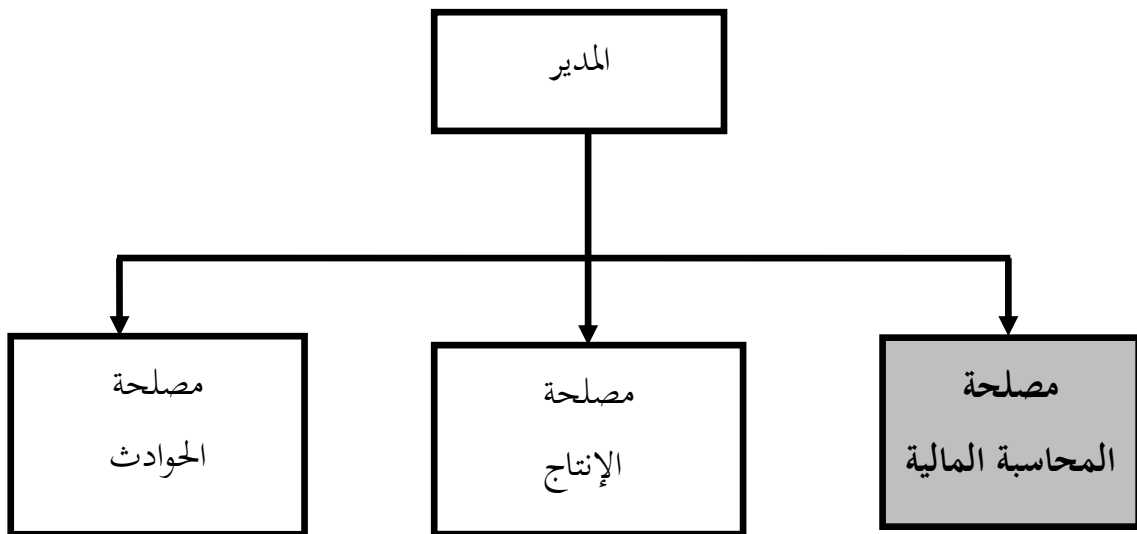 المدير
مصلحة
المحاسبة المالية
مصلحة
الإنتاج
مصلحة
الحوادث